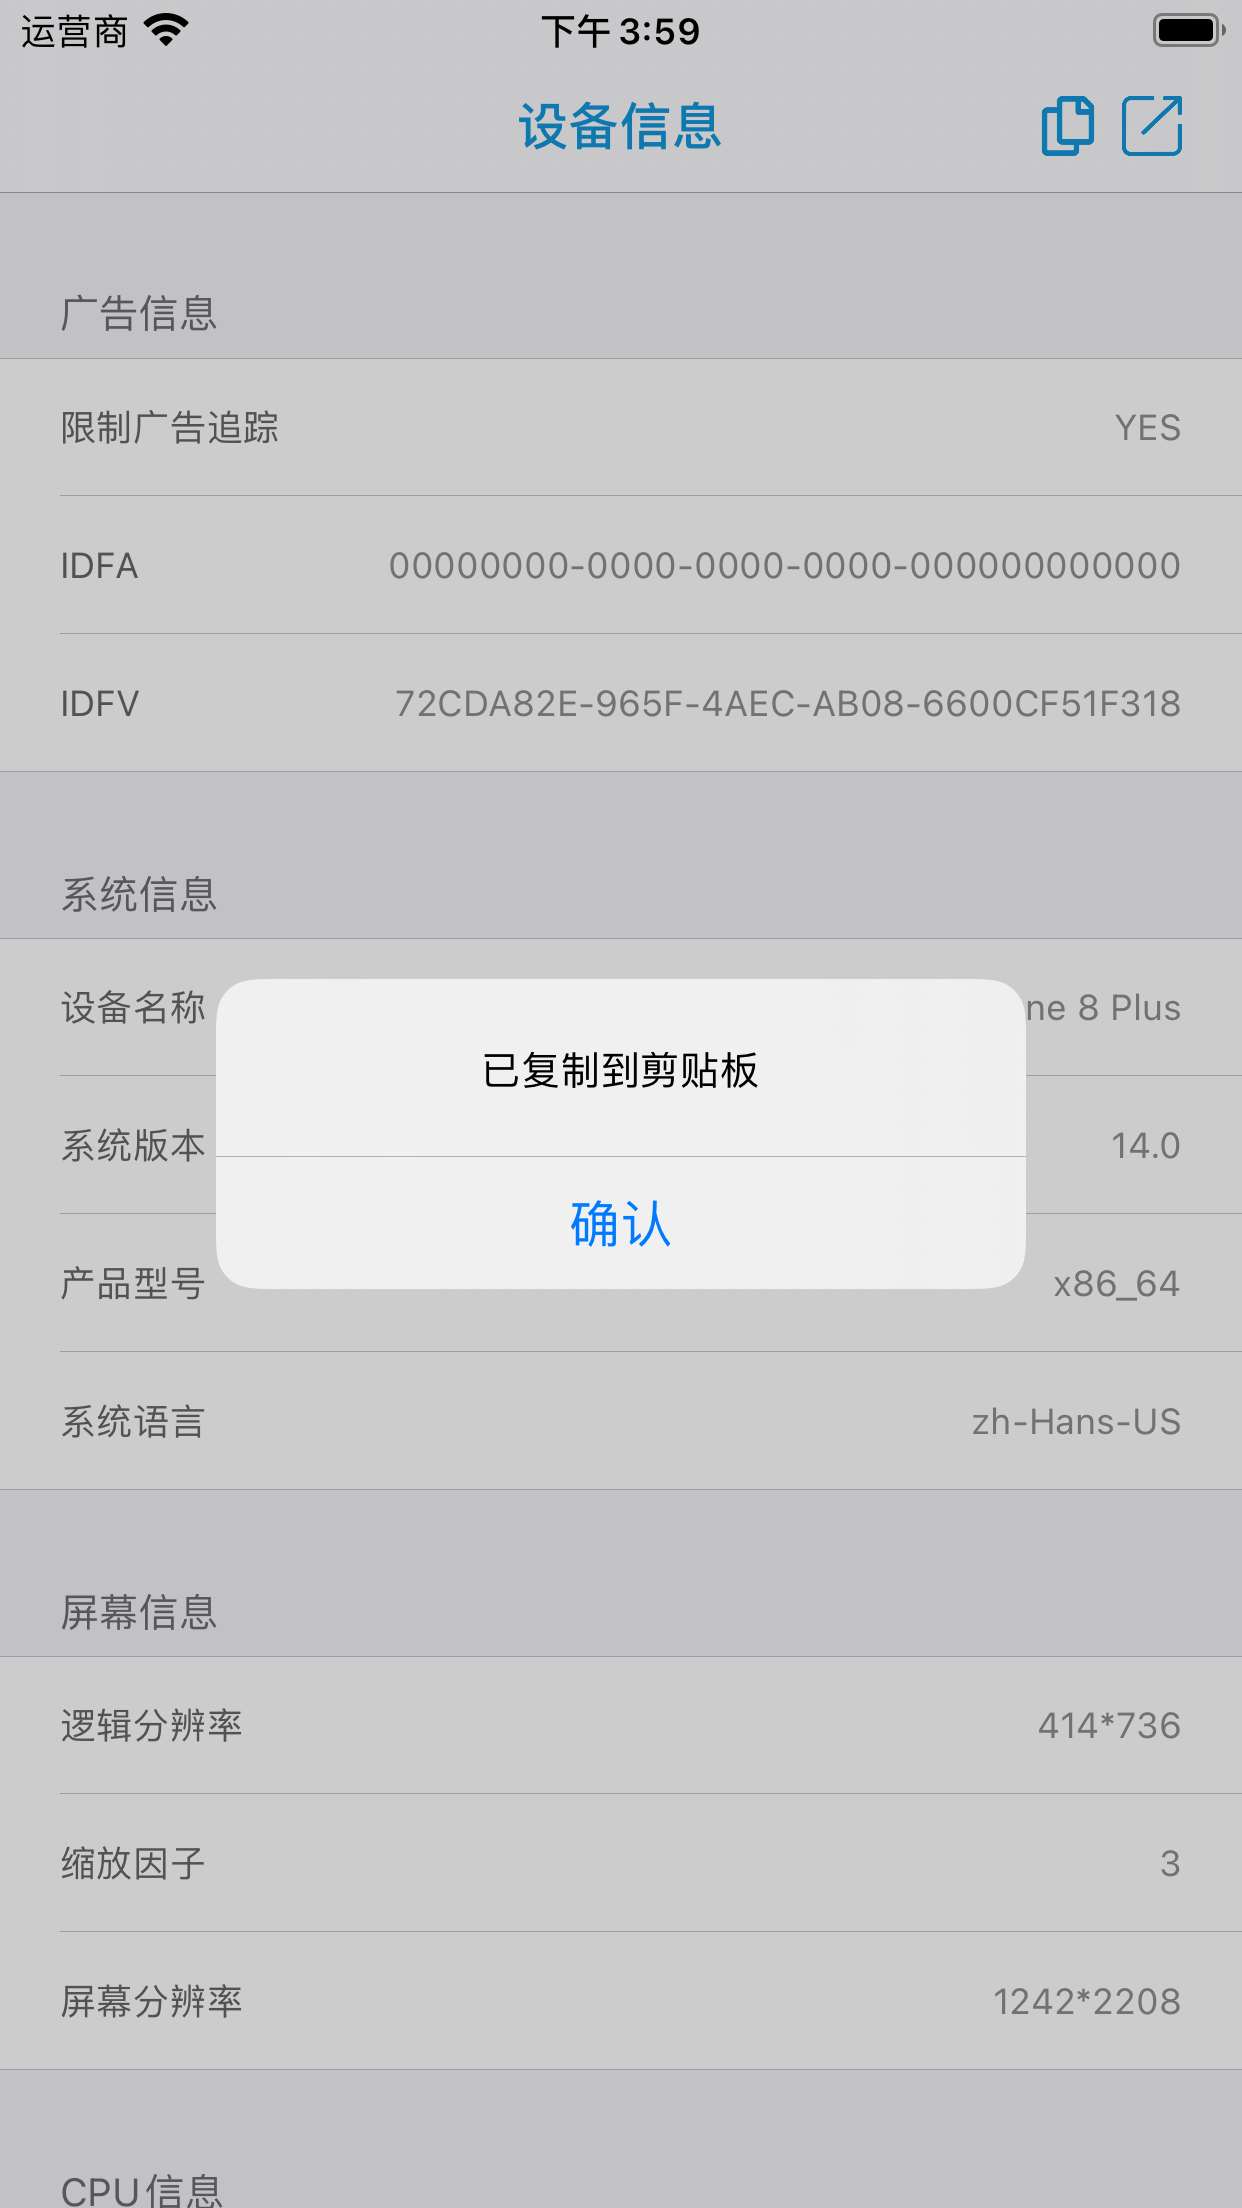 运营商 下午3:59
设备信息
广告信息
限制广告追踪 YES
IDFA 00000000-0000-0000-0000-000000000000
IDFV 72CDA82E-965F-4AEC-AB08-6600CF51F318
系统信息
设备名称 ne 8 Plus
已复制到剪贴板
系统版本 14.0
确认
产品型号 x86_64
系统语言 zh-Hans-US
屏幕信息
逻辑分辨率 414*736
缩放因子 3
屏幕分辨率 1242*2208
CPU信息